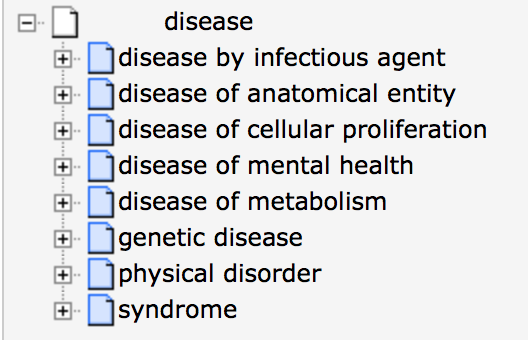 disease
disease by infectious agent
disease of anatomical entity
disease of cellular proliferation
disease of mental health
disease of metabolism
genetic disease
physical disorder
syndrome